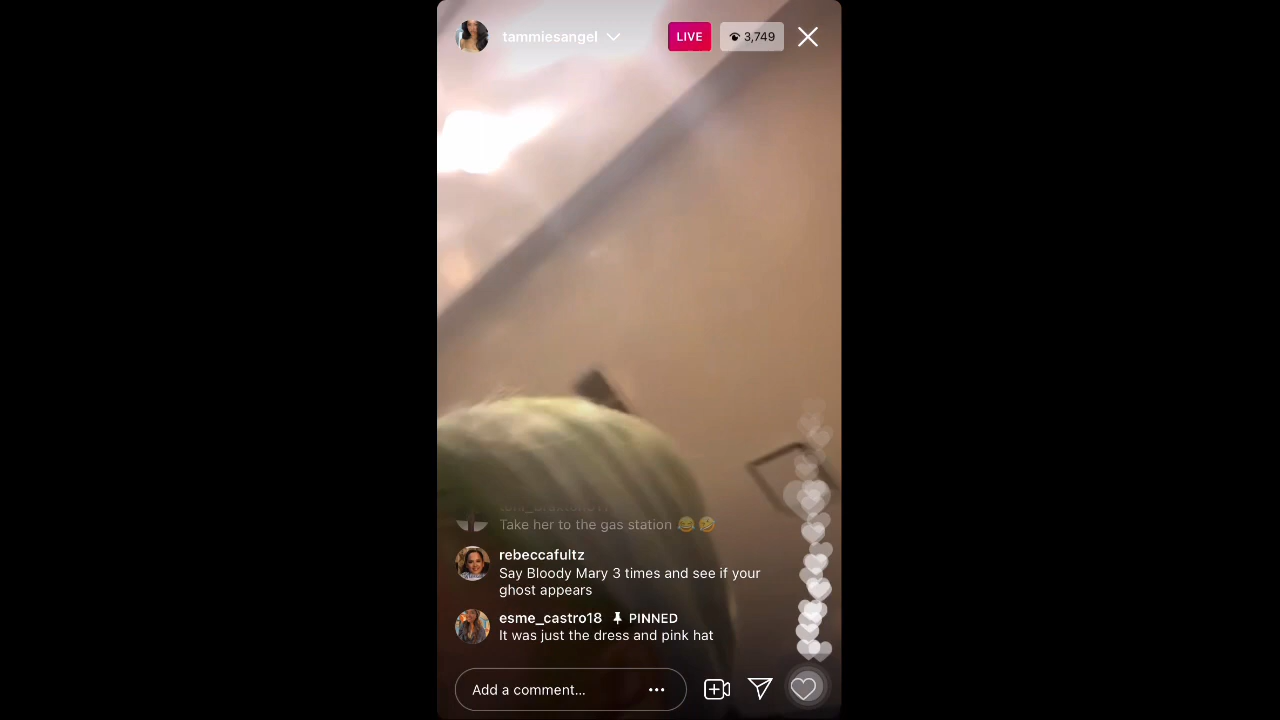 tammiesangel
LIVE
3,749
Take her to the gas station 😂 🤣
rebeccafultz
Say Bloody Mary 3 times and see if your
ghost appears
esme_castro18 PINNED
It was just the dress and pink hat
Add a comment...